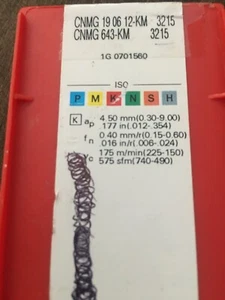 CNMG 19 06 12-KM 3215
CNMG 643-KM 3215
1G 0701560
ISO
P M K N S H
K ap 4.50 mm(0.30-9.00)
.177 in(.012-.354)
fn 0.40 mm/r(0.15-0.60)
.016 in/r(.006-.024)
vc 175 m/min(225-150)
575 sfm(740-490)